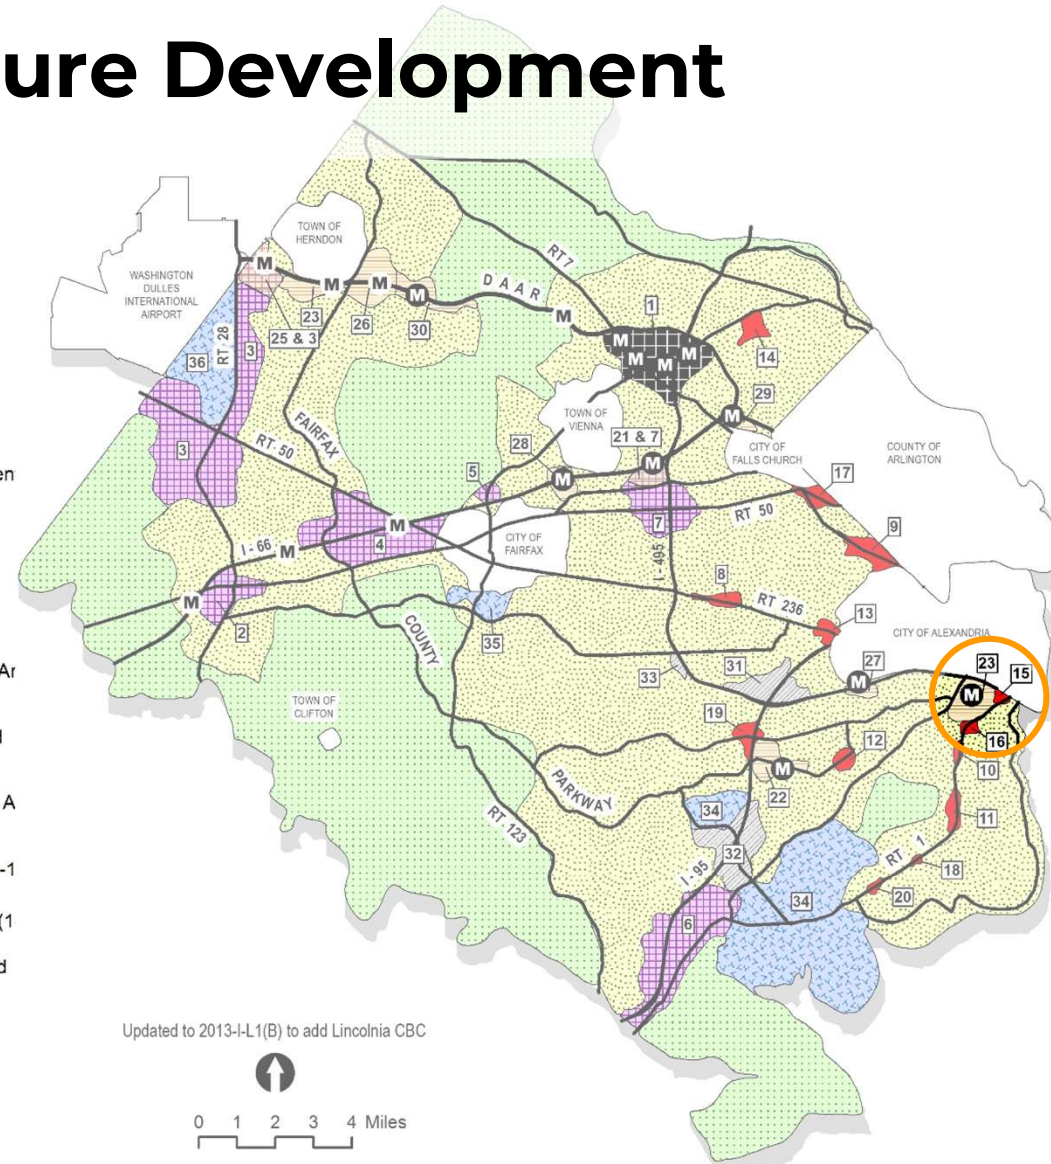 ure Development
TOWN OF
HERNDON
WASHINGTON
DULLES
INTERNATIONAL
AIRPORT
RT 7
DAAR
M
M
M
M
M
23
26
30
25 & 3
1
M
M
M
M
14
36
RT. 28
3
29
M
FAIRFAX
TOWN OF
VIENNA
21 & 7
28
CITY OF
FALLS CHURCH
COUNTY OF
ARLINGTON
3
RT. 50
5
M
M
17
en
M
4
7
RT 50
9
I - 66
M
CITY OF
FAIRFAX
I - 495
8
RT 236
M
13
2
35
COUNTY
CITY OF ALEXANDRIA
33
31
27
M
23
15
M
16
Ar
TOWN OF
CLIFTON
19
12
10
M
22
PARKWAY
A
34
11
RT. 123
32
RT 1
18
I - 95
34
20
-1
6
(1
d
Updated to 2013-I-L1(B) to add Lincolnia CBC
0 1 2 3 4 Miles